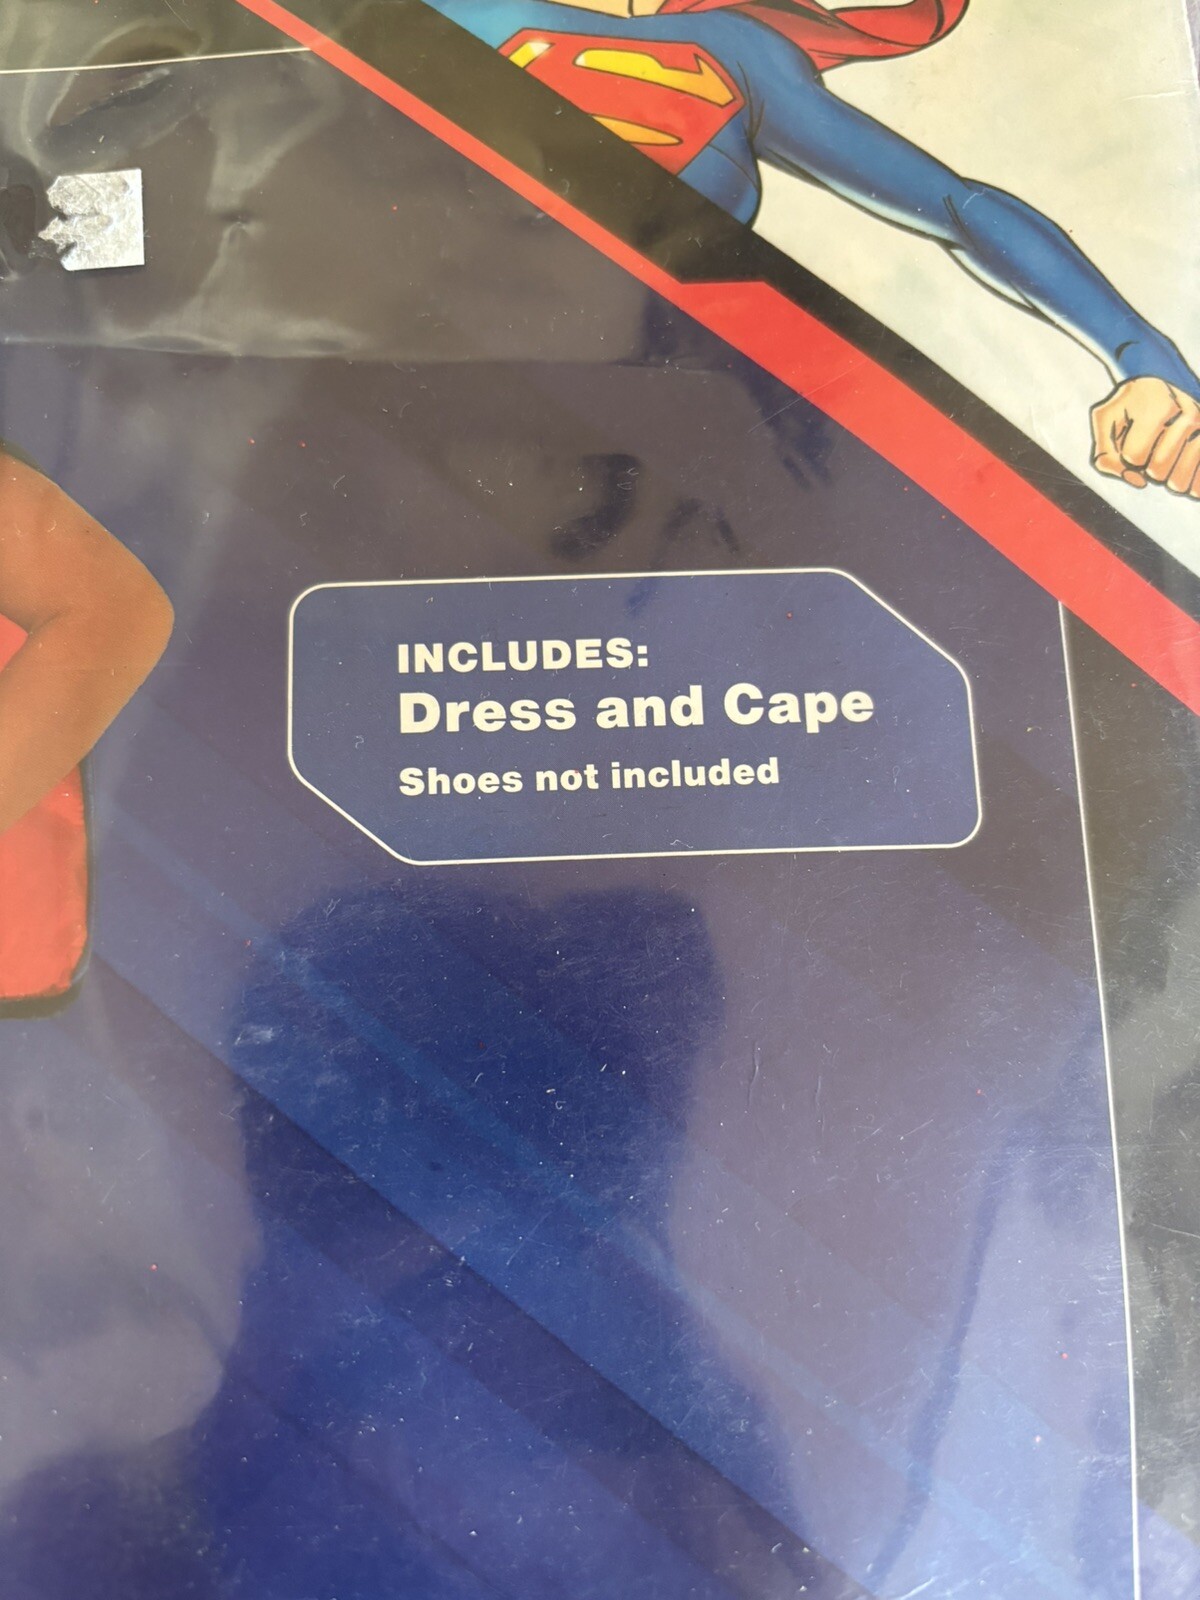 INCLUDES:
Dress and Cape
Shoes not included